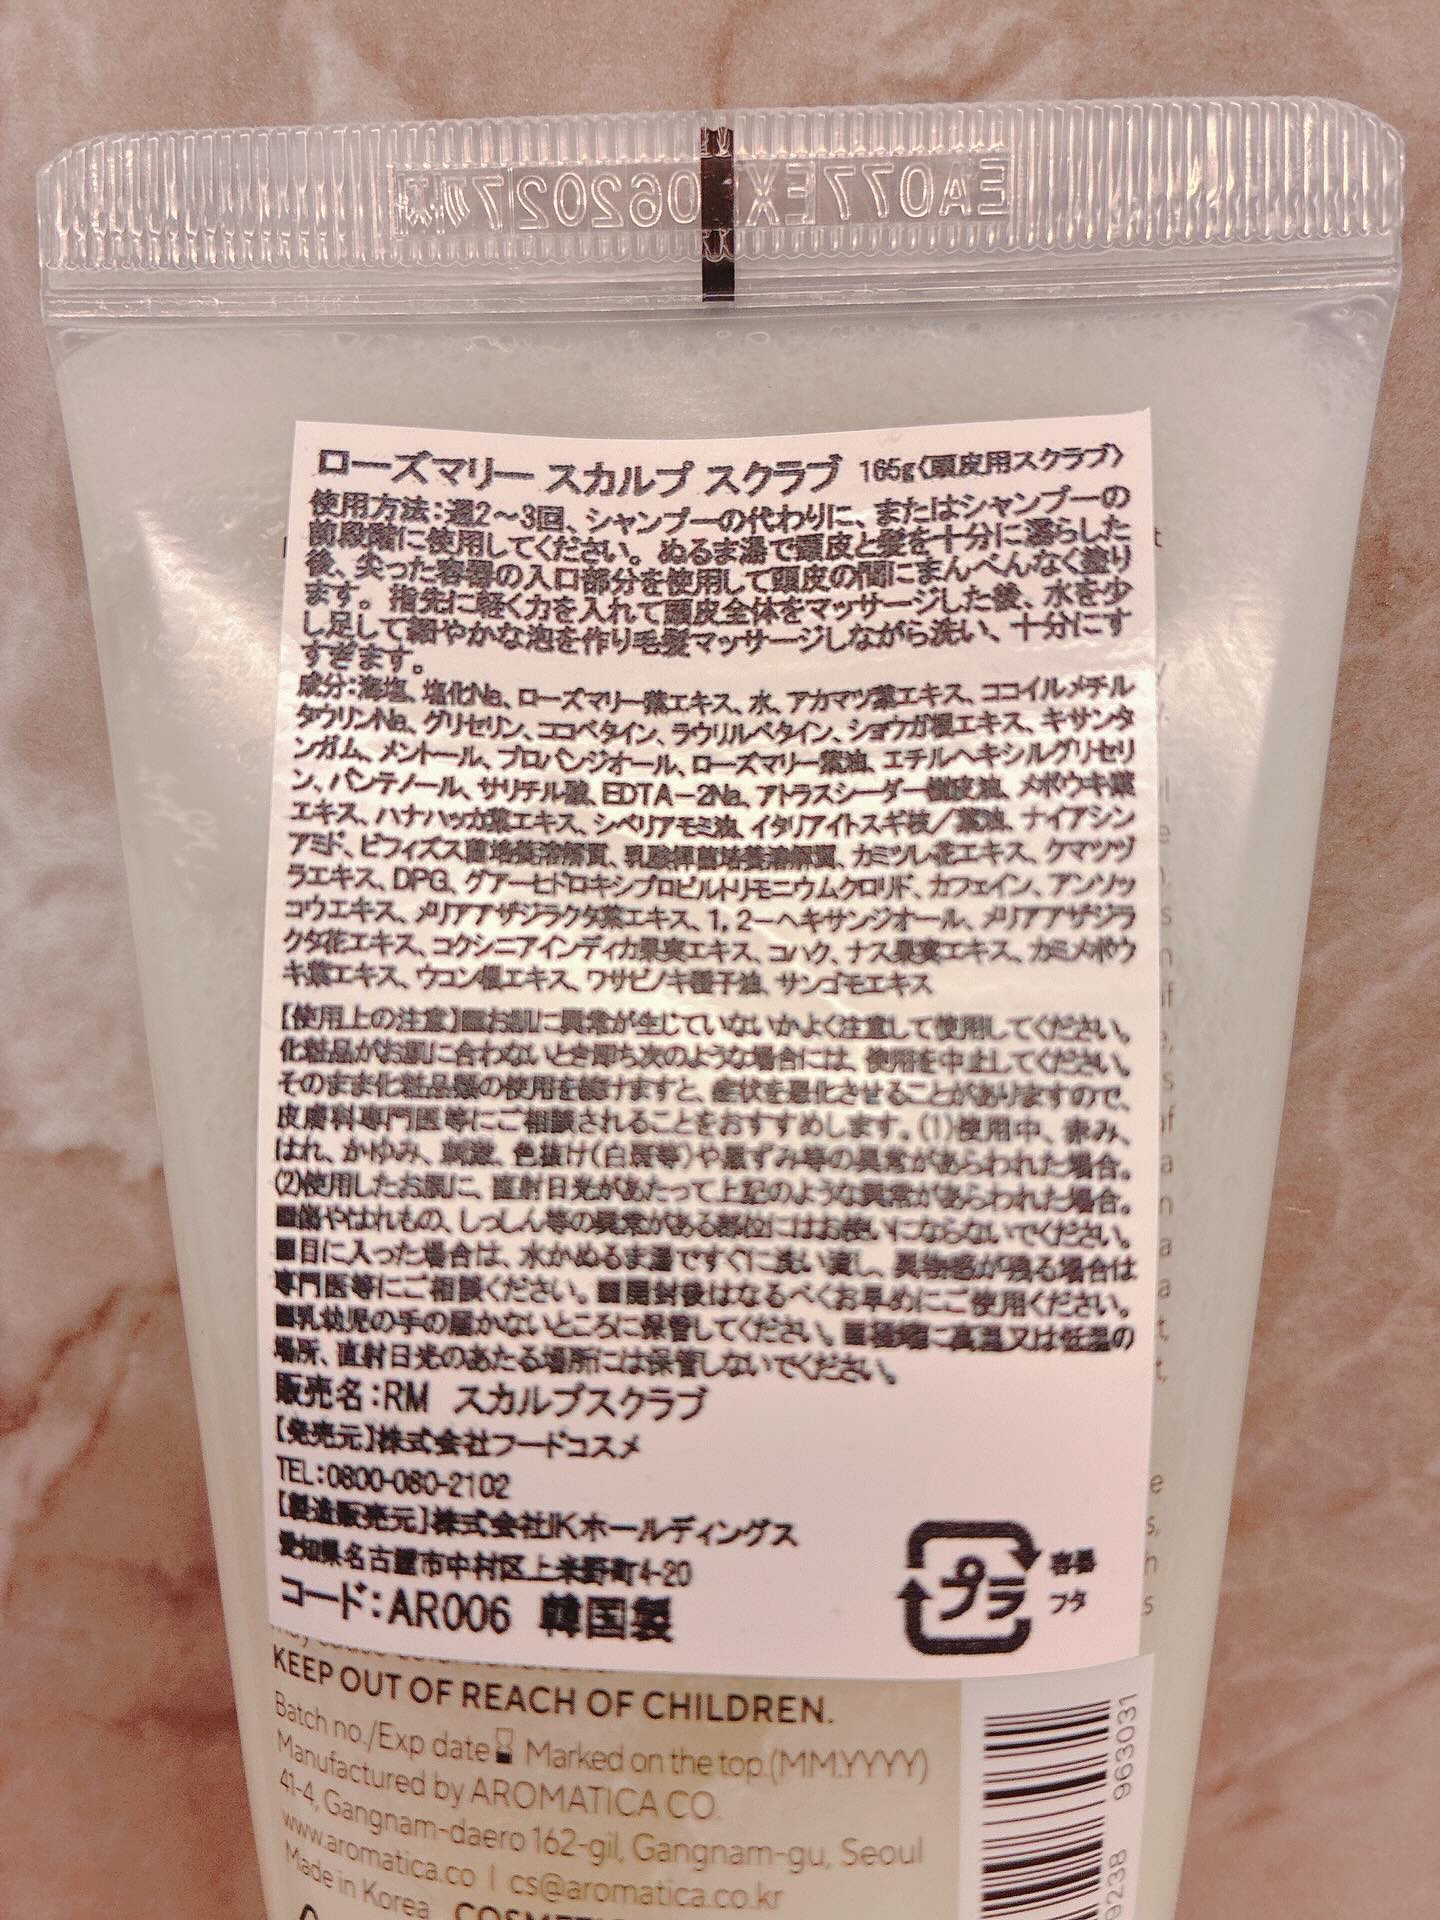 EA077EX 062027
ローズマリー スカルプ スクラブ 165g〈頭皮用スクラブ〉
使用方法:週2~3回、シャンプーの代わりに、またはシャンプーの
前段階に使用してください。ぬるま湯で頭皮と髪を十分に濡らした
後、尖った容器の入口部分を使用して頭皮の間にまんべんなく塗り
ます。指先に軽く力を入れて頭皮全体をマッサージした後、水を少
し足して細やかな泡を作り毛髪マッサージしながら洗い、十分にす
すぎます。
成分:海塩、塩化Na、ローズマリー葉エキス、水、アカマツ葉エキス、ココイルメチル
タウリンNa、グリセリン、ココベタイン、ラウリルベタイン、ショウガ根エキス、キサンタ
ンガム、メントール、プロパンジオール、ローズマリー葉油、エチルヘキシルグリセリ
ン、パンテノール、サリチル酸、EDTA-2Na、アトラスシーダー樹皮油、メボウキ葉
エキス、ハナハッカ葉エキス、シベリアモミ油、イタリアイトスギ枝/葉油、ナイアシン
アミド、ビフィズス菌培養溶解質、乳酸桿菌培養溶解質、カミツレ花エキス、クマツヅ
ラエキス、DPG、グアーヒドロキシプロピルトリモニウムクロリド、カフェイン、アンソッ
コウエキス、メリアアザジラクタ葉エキス、1,2-ヘキサンジオール、メリアアザジラ
クタ花エキス、コクシニアインディカ果実エキス、コハク、ナス果実エキス、カミメボウ
キ葉エキス、ウコン根エキス、ワサビノキ種子油、サンゴモエキス
【使用上の注意】■お肌に異常が生じていないかよく注意して使用してください。
化粧品がお肌に合わないとき即ち次のような場合には、使用を中止してください。
そのまま化粧品類の使用を続けますと、症状を悪化させることがありますので、
皮膚科専門医等にご相談されることをおすすめします。(1)使用中、赤み、
はれ、かゆみ、刺激、色抜け(白斑等)や黒ずみ等の異常があらわれた場合。
(2)使用したお肌に、直射日光があたって上記のような異常があらわれた場合。
■傷やはれもの、しっしん等の異常がある部位にはお使いにならないでください。
■目に入った場合は、水かぬるま湯ですぐに洗い流し、異物感が残る場合は
専門医等にご相談ください。■開封後はなるべくお早めにご使用ください。
■乳幼児の手の届かないところに保管してください。■極端に高温又は低温の
場所、直射日光のあたる場所には保管しないでください。
販売名:RM スカルプスクラブ
【発売元】株式会社フードコスメ
TEL:0800-080-2102
【製造販売元】株式会社IKホールディングス
愛知県名古屋市中村区上米野町4-20
コード:AR006 韓国製
プラ 容器
フタ
KEEP OUT OF REACH OF CHILDREN.
Batch no./Exp date Marked on the top.(MM.YYYY)
Manufactured by AROMATICA CO.
41-4, Gangnam-daero 162-gil, Gangnam-gu, Seoul
www.aromatica.co | cs@aromatica.co.kr
Made in Korea
963031